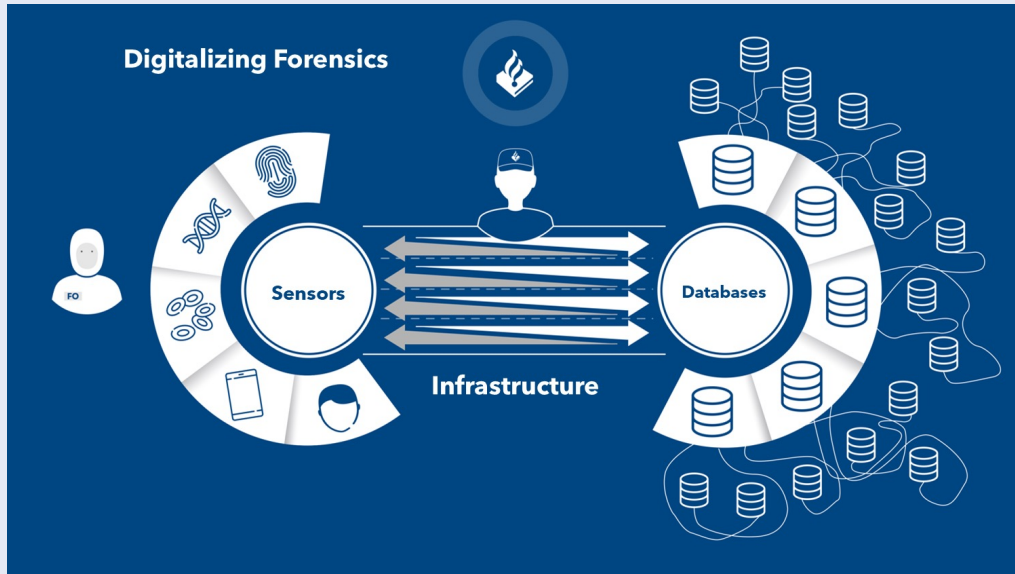 Digitalizing Forensics
FO
Sensors
Databases
Infrastructure